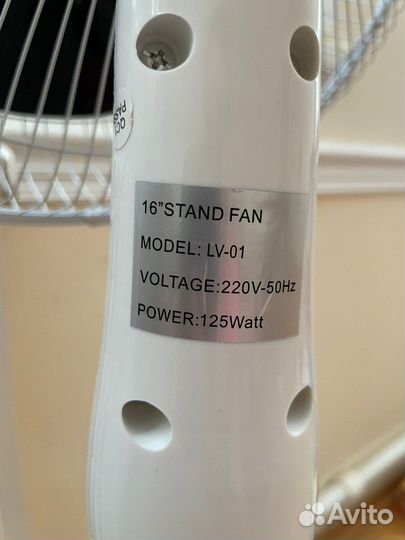 16”STAND FAN
MODEL: LV-01
VOLTAGE:220V-50Hz
POWER:125Watt
Avito